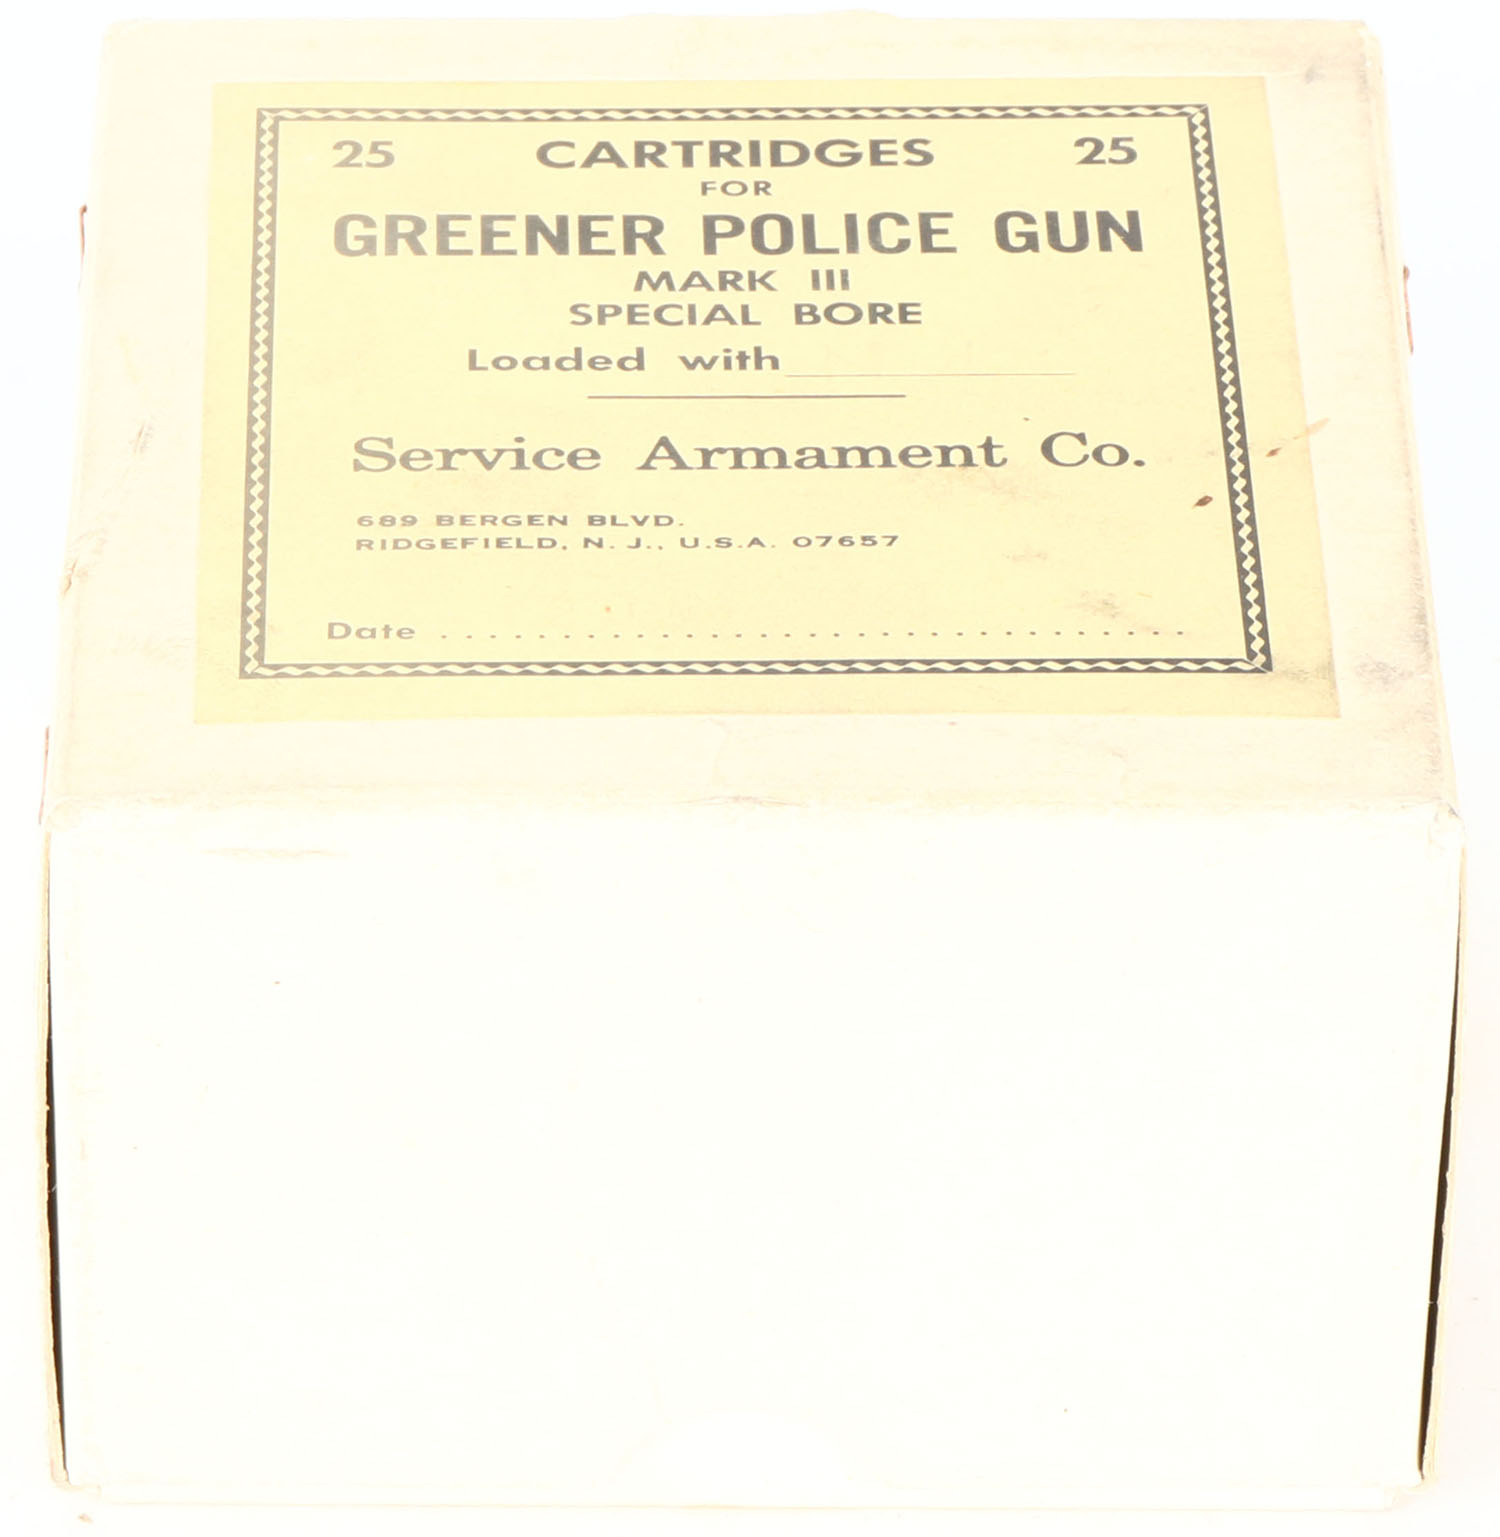 25 CARTRIDGES 25
FOR
GREENER POLICE GUN
MARK III
SPECIAL BORE
Loaded with
Service Armament Co.
689 BERGEN BLVD.
RIDGEFIELD, N. J., U.S.A. 07657
Date ........................................